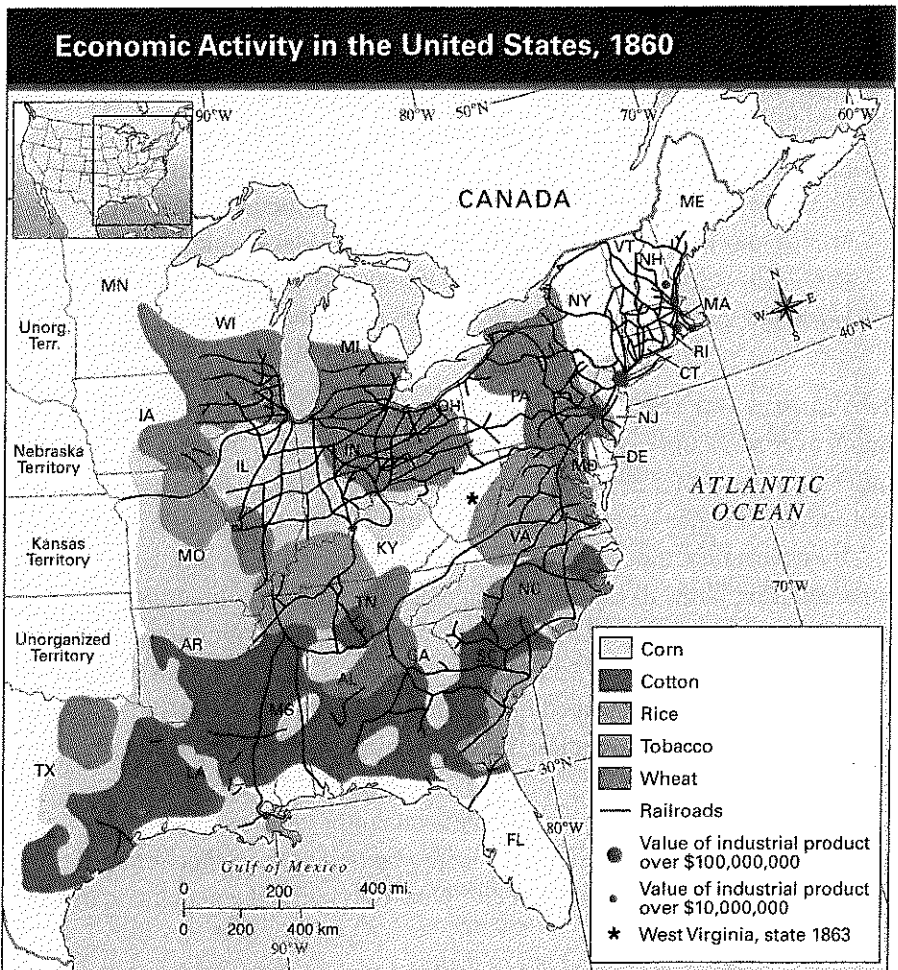 Economic Activity in the United States, 1860
90°W
80°W
50°N
70°W
60°W
CANADA
ME
VT
NH
MN
NY
MA
WI
N
W
E
S
Unorg.
Terr.
MI
40°N
RI
CT
PA
IA
OH
NJ
Nebraska
Territory
IL
IN
MD
DE
ATLANTIC
OCEAN
*
VA
Kansas
Territory
MO
KY
70°W
TN
NC
Unorganized
Territory
AR
GA
SC
AL
MS
TX
LA
30°N
80°W
FL
Gulf of Mexico
0 200 400 mi.
0 200 400 km
90°W
Corn
Cotton
Rice
Tobacco
Wheat
Railroads
Value of industrial product
over $100,000,000
Value of industrial product
over $10,000,000
* West Virginia, state 1863